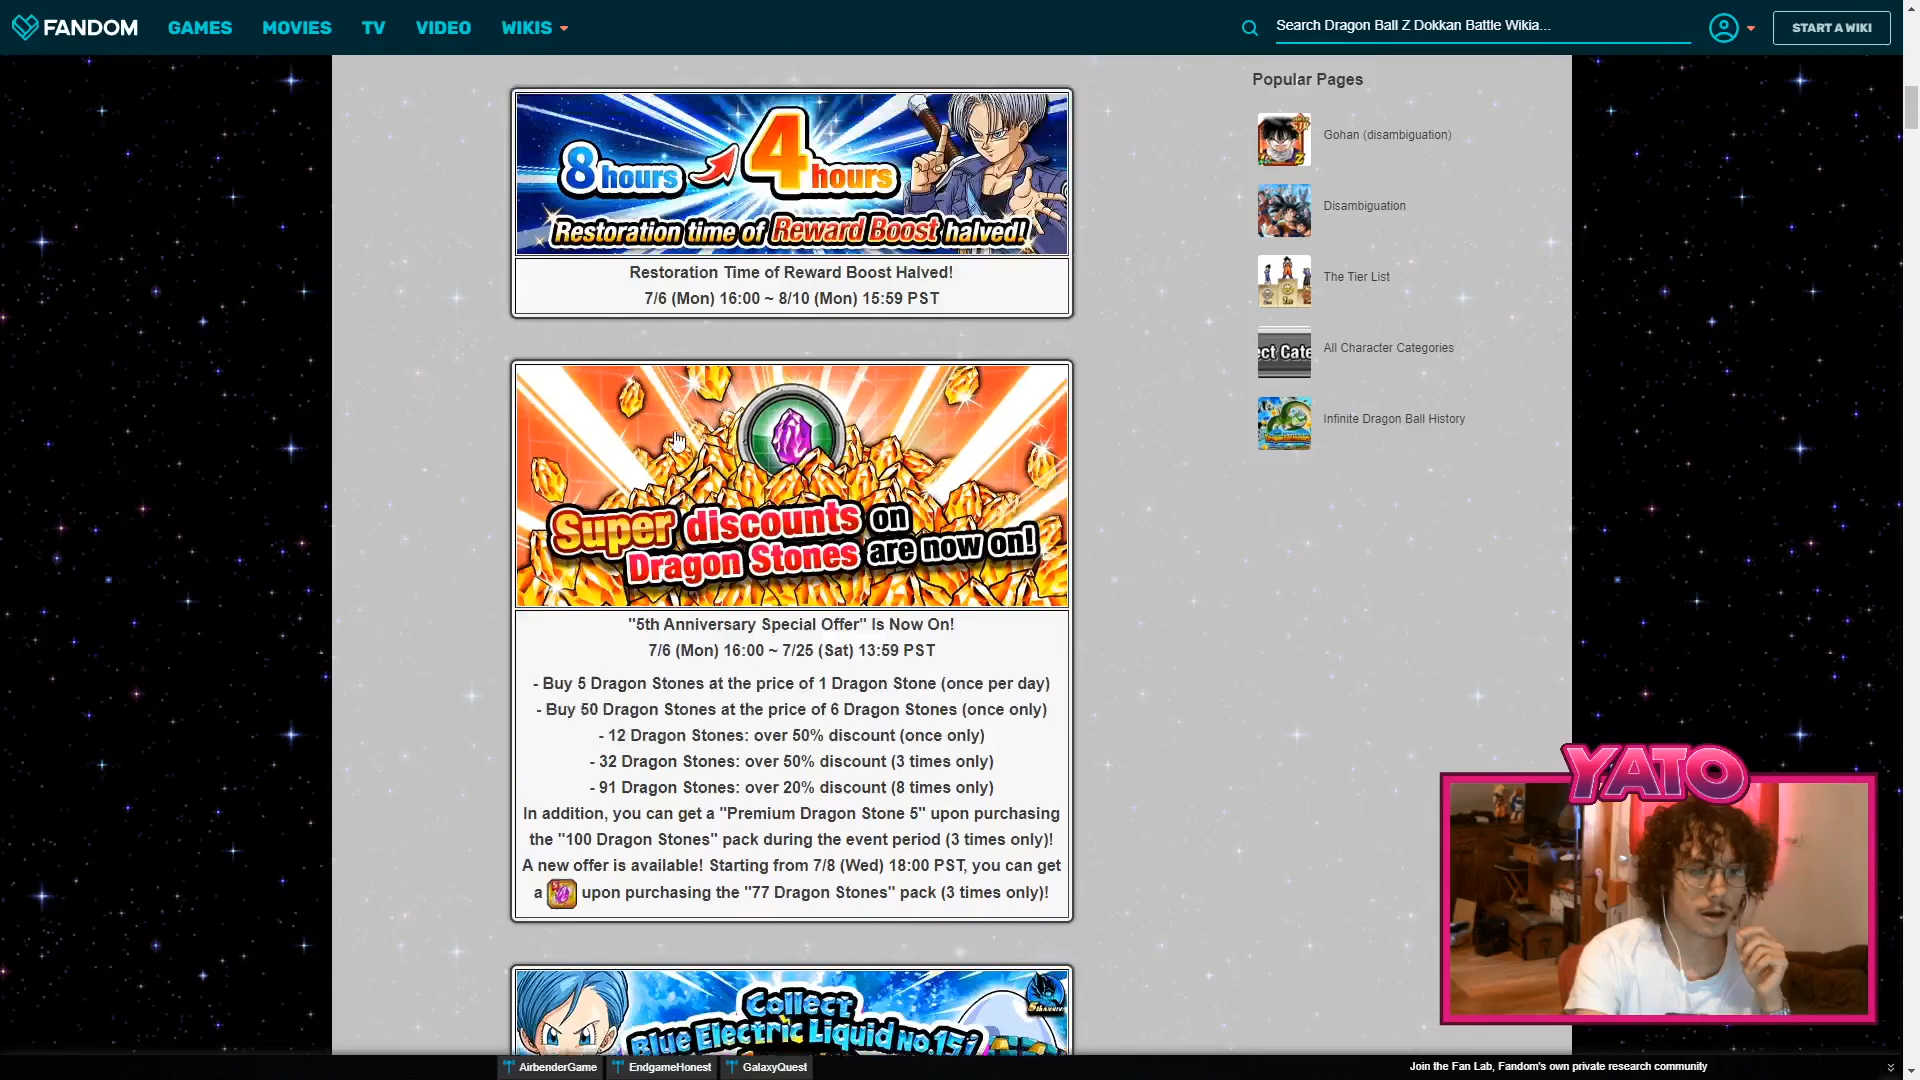 FANDOM
GAMES
MOVIES
TV
VIDEO
WIKIS
Search Dragon Ball Z Dokkan Battle Wikia...
START A WIKI
8 hours 4 hours
Restoration time of Reward Boost halved!
Restoration Time of Reward Boost Halved!
7/6 (Mon) 16:00 ~ 8/10 (Mon) 15:59 PST
Super discounts on
Dragon Stones are now on!
"5th Anniversary Special Offer" Is Now On!
7/6 (Mon) 16:00 ~ 7/25 (Sat) 13:59 PST
- Buy 5 Dragon Stones at the price of 1 Dragon Stone (once per day)
- Buy 50 Dragon Stones at the price of 6 Dragon Stones (once only)
- 12 Dragon Stones: over 50% discount (once only)
- 32 Dragon Stones: over 50% discount (3 times only)
- 91 Dragon Stones: over 20% discount (8 times only)
In addition, you can get a "Premium Dragon Stone 5" upon purchasing
the "100 Dragon Stones" pack during the event period (3 times only)!
A new offer is available! Starting from 7/8 (Wed) 18:00 PST, you can get
a upon purchasing the "77 Dragon Stones" pack (3 times only)!
Collect
Blue Electric Liquid No.151
Popular Pages
Gohan (disambiguation)
Disambiguation
The Tier List
ect Cate
All Character Categories
Infinite Dragon Ball History
YATO
AirbenderGame
EndgameHonest
GalaxyQuest
Join the Fan Lab, Fandom's own private research community